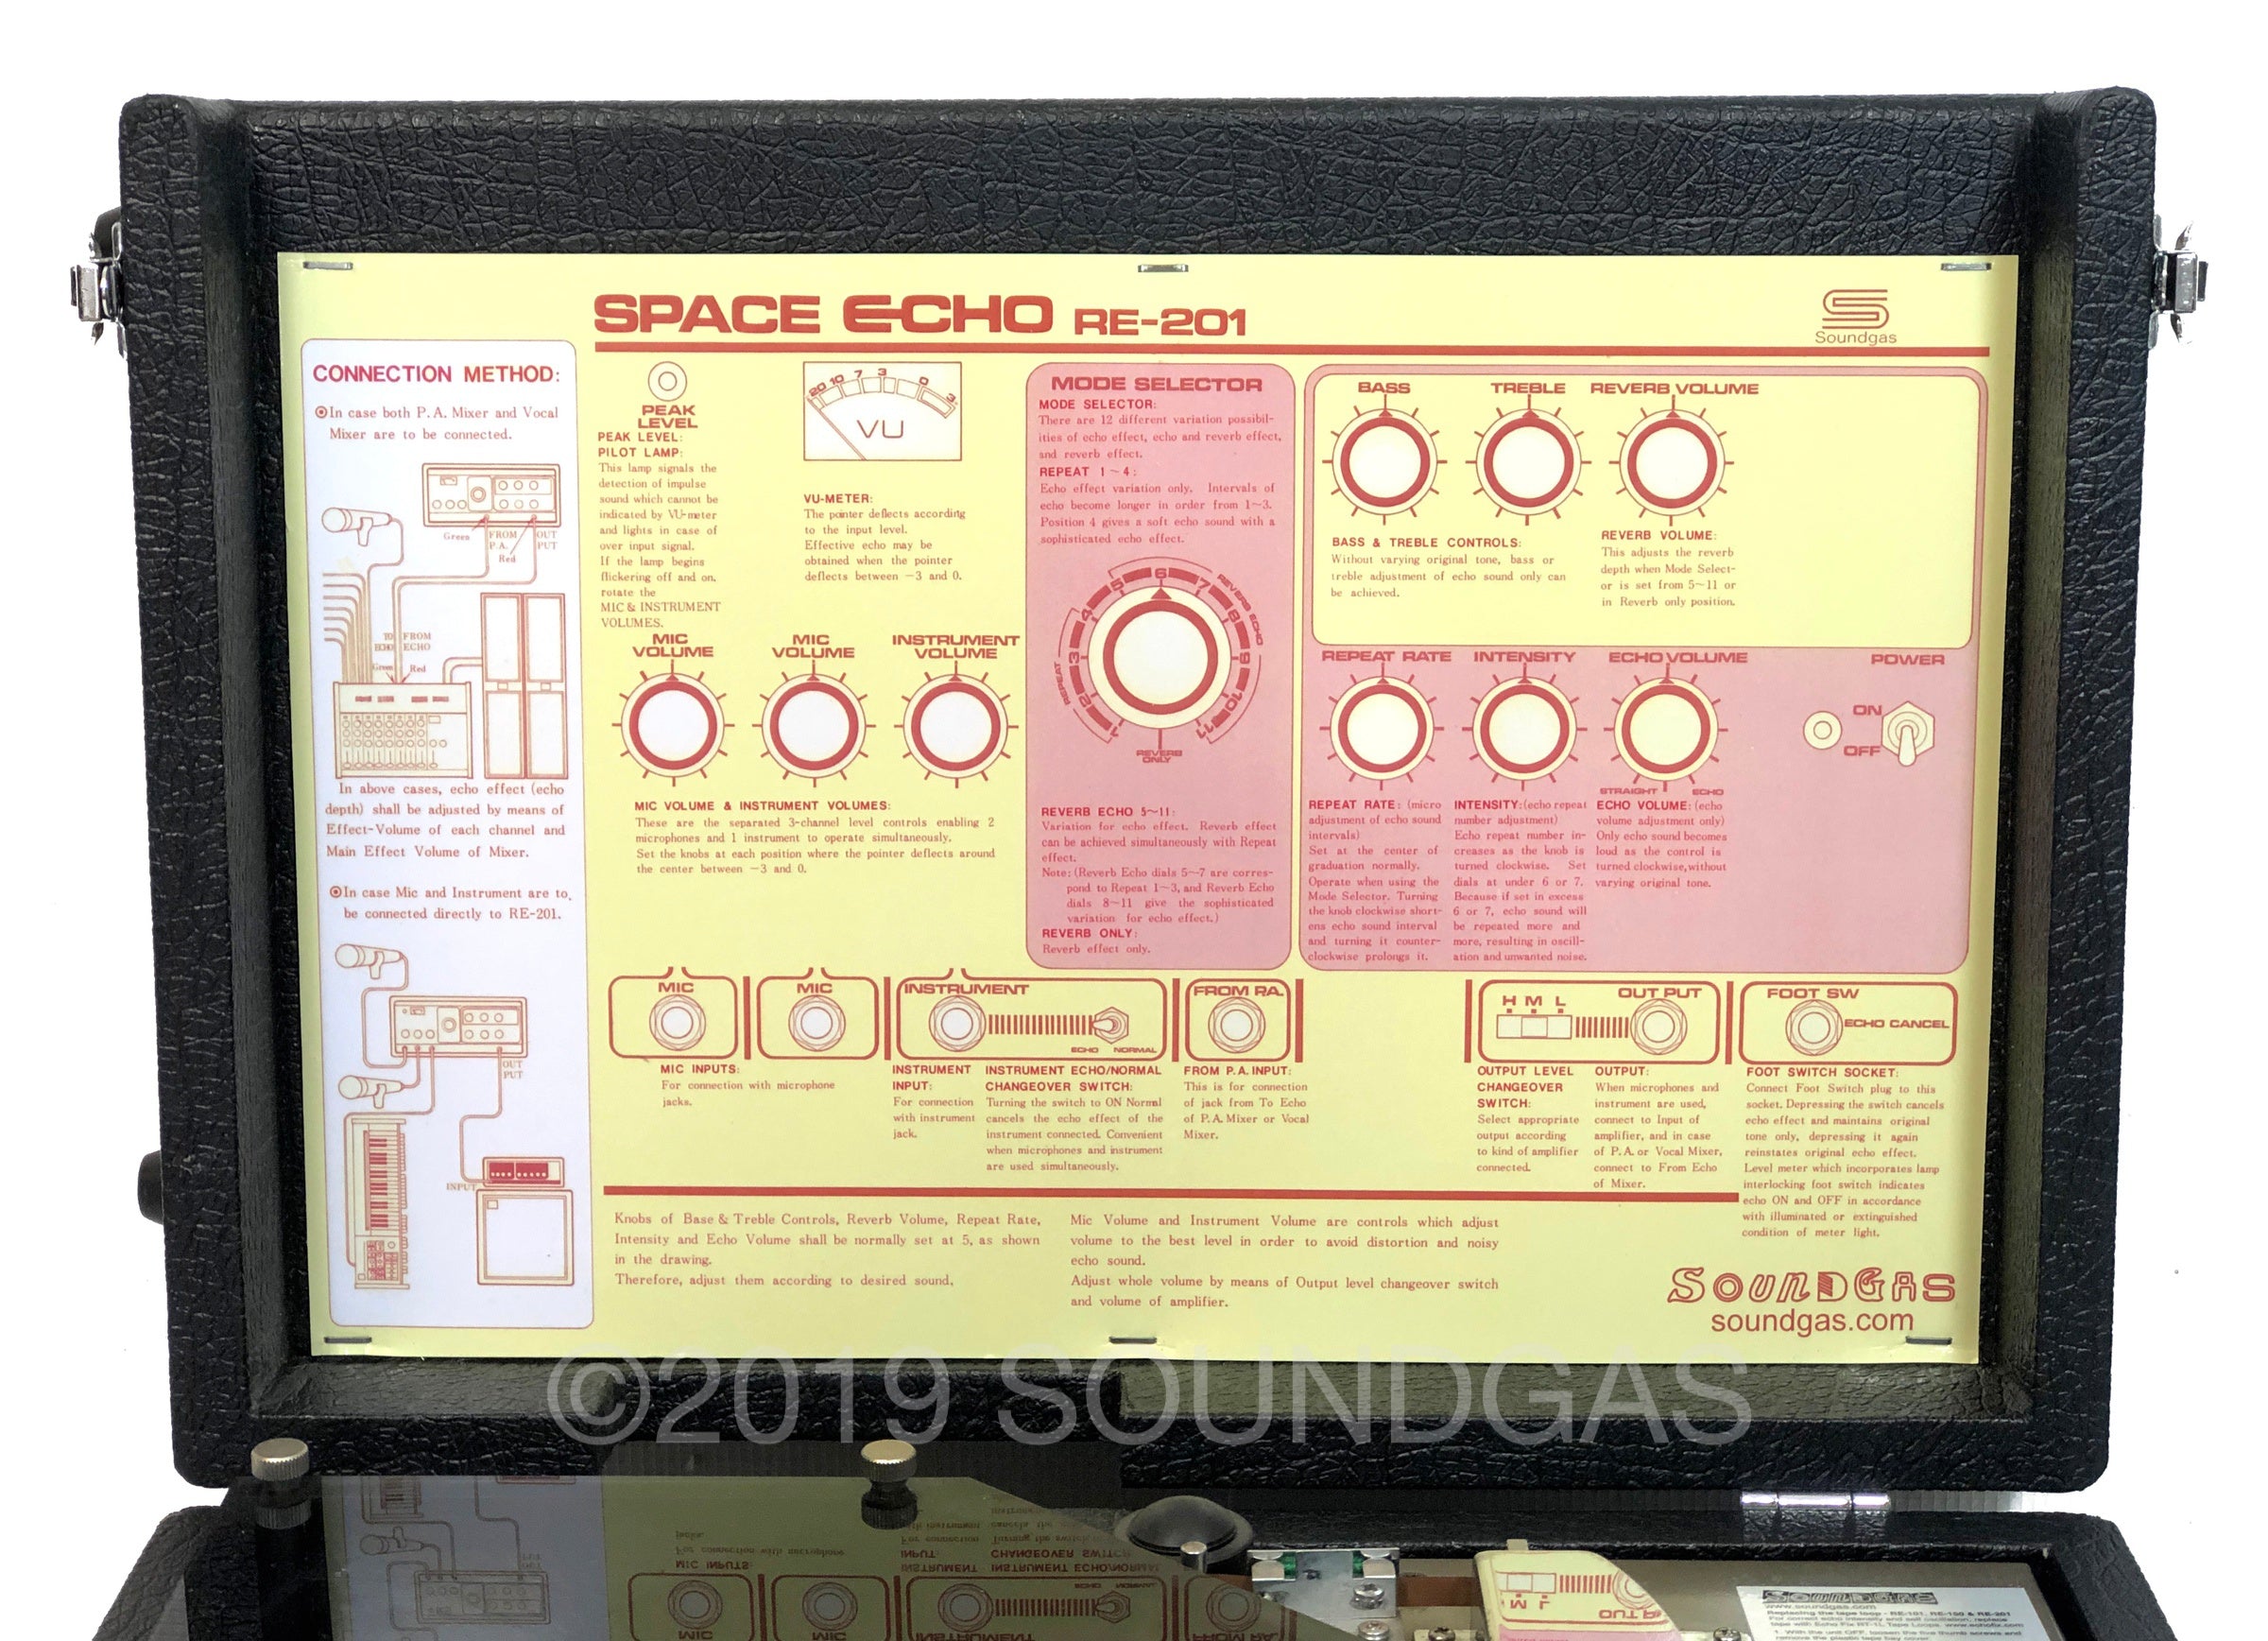 SPACE ECHO RE-201
Soundgas
CONNECTION METHOD:
In case both P.A. Mixer and Vocal
Mixer are to be connected.
Green
FROM P.A.
OUT PUT
Red
TO ECHO
FROM ECHO
Green
Red
In above cases, echo effect (echo
depth) shall be adjusted by means of
Effect-Volume of each channel and
Main Effect Volume of Mixer.
In case Mic and Instrument are to
be connected directly to RE-201.
OUT
PUT
INPUT
PEAK
LEVEL
PEAK LEVEL:
PILOT LAMP:
This lamp signals the
detection of impulse
sound which cannot be
indicated by VU-meter
and lights in case of
over input signal.
If the lamp begins
flickering off and on,
rotate the
MIC & INSTRUMENT
VOLUMES.
20 10 7 3 0 3
VU
VU-METER:
The pointer deflects according
to the input level.
Effective echo may be
obtained when the pointer
deflects between −3 and 0.
MIC
VOLUME
MIC
VOLUME
INSTRUMENT
VOLUME
MIC VOLUME & INSTRUMENT VOLUMES:
These are the separated 3-channel level controls enabling 2
microphones and 1 instrument to operate simultaneously.
Set the knobs at each position where the pointer deflects around
the center between −3 and 0.
MODE SELECTOR
MODE SELECTOR:
There are 12 different variation possibil-
ities of echo effect, echo and reverb effect,
and reverb effect.
REPEAT 1~4:
Echo effect variation only. Intervals of
echo become longer in order from 1~3.
Position 4 gives a soft echo sound with a
sophisticated echo effect.
1 2 3 4 5 6 7 8 9 10 11
REPEAT
REVERB ECHO
REVERB
ONLY
REVERB ECHO 5~11:
Variation for echo effect. Reverb effect
can be achieved simultaneously with Repeat
effect.
Note: (Reverb Echo dials 5~7 are corres-
pond to Repeat 1~3, and Reverb Echo
dials 8~11 give the sophisticated
variation for echo effect.)
REVERB ONLY:
Reverb effect only.
BASS
TREBLE
REVERB VOLUME
BASS & TREBLE CONTROLS:
Without varying original tone, bass or
treble adjustment of echo sound only can
be achieved.
REVERB VOLUME:
This adjusts the reverb
depth when Mode Select-
or is set from 5~11 or
in Reverb only position.
REPEAT RATE
INTENSITY
ECHO VOLUME
POWER
ON
OFF
STRAIGHT ECHO
REPEAT RATE: (micro
adjustment of echo sound
intervals)
Set at the center of
graduation normally.
Operate when using the
Mode Selector. Turning
the knob clockwise short-
ens echo sound interval
and turning it counter-
clockwise prolongs it.
INTENSITY:(echo repeat
number adjustment)
Echo repeat number in-
creases as the knob is
turned clockwise. Set
dials at under 6 or 7.
Because if set in excess
6 or 7, echo sound will
be repeated more and
more, resulting in oscill-
ation and unwanted noise.
ECHO VOLUME: (echo
volume adjustment only)
Only echo sound becomes
loud as the control is
turned clockwise,without
varying original tone.
MIC
MIC
INSTRUMENT
ECHO NORMAL
FROM P.A.
H M L
OUT PUT
FOOT SW
ECHO CANCEL
MIC INPUTS:
For connection with microphone
jacks.
INSTRUMENT
INPUT:
For connection
with instrument
jack.
INSTRUMENT ECHO/NORMAL
CHANGEOVER SWITCH:
Turning the switch to ON Normal
cancels the echo effect of the
instrument connected. Convenient
when microphones and instrument
are used simultaneously.
FROM P.A. INPUT:
This is for connection
of jack from To Echo
of P.A. Mixer or Vocal
Mixer.
OUTPUT LEVEL
CHANGEOVER
SWITCH:
Select appropriate
output according
to kind of amplifier
connected.
OUTPUT:
When microphones and
instrument are used,
connect to Input of
amplifier, and in case
of P.A. or Vocal Mixer,
connect to From Echo
of Mixer.
FOOT SWITCH SOCKET:
Connect Foot Switch plug to this
socket. Depressing the switch cancels
echo effect and maintains original
tone only, depressing it again
reinstates original echo effect.
Level meter which incorporates lamp
interlocking foot switch indicates
echo ON and OFF in accordance
with illuminated or extinguished
condition of meter light.
Knobs of Base & Treble Controls, Reverb Volume, Repeat Rate,
Intensity and Echo Volume shall be normally set at 5, as shown
in the drawing.
Therefore, adjust them according to desired sound.
Mic Volume and Instrument Volume are controls which adjust
volume to the best level in order to avoid distortion and noisy
echo sound.
Adjust whole volume by means of Output level changeover switch
and volume of amplifier.
SOUNDGAS
soundgas.com
©2019 SOUNDGAS
SOUNDGAS
www.soundgas.com
Replacing the tape loop - RE-101, RE-150 & RE-201